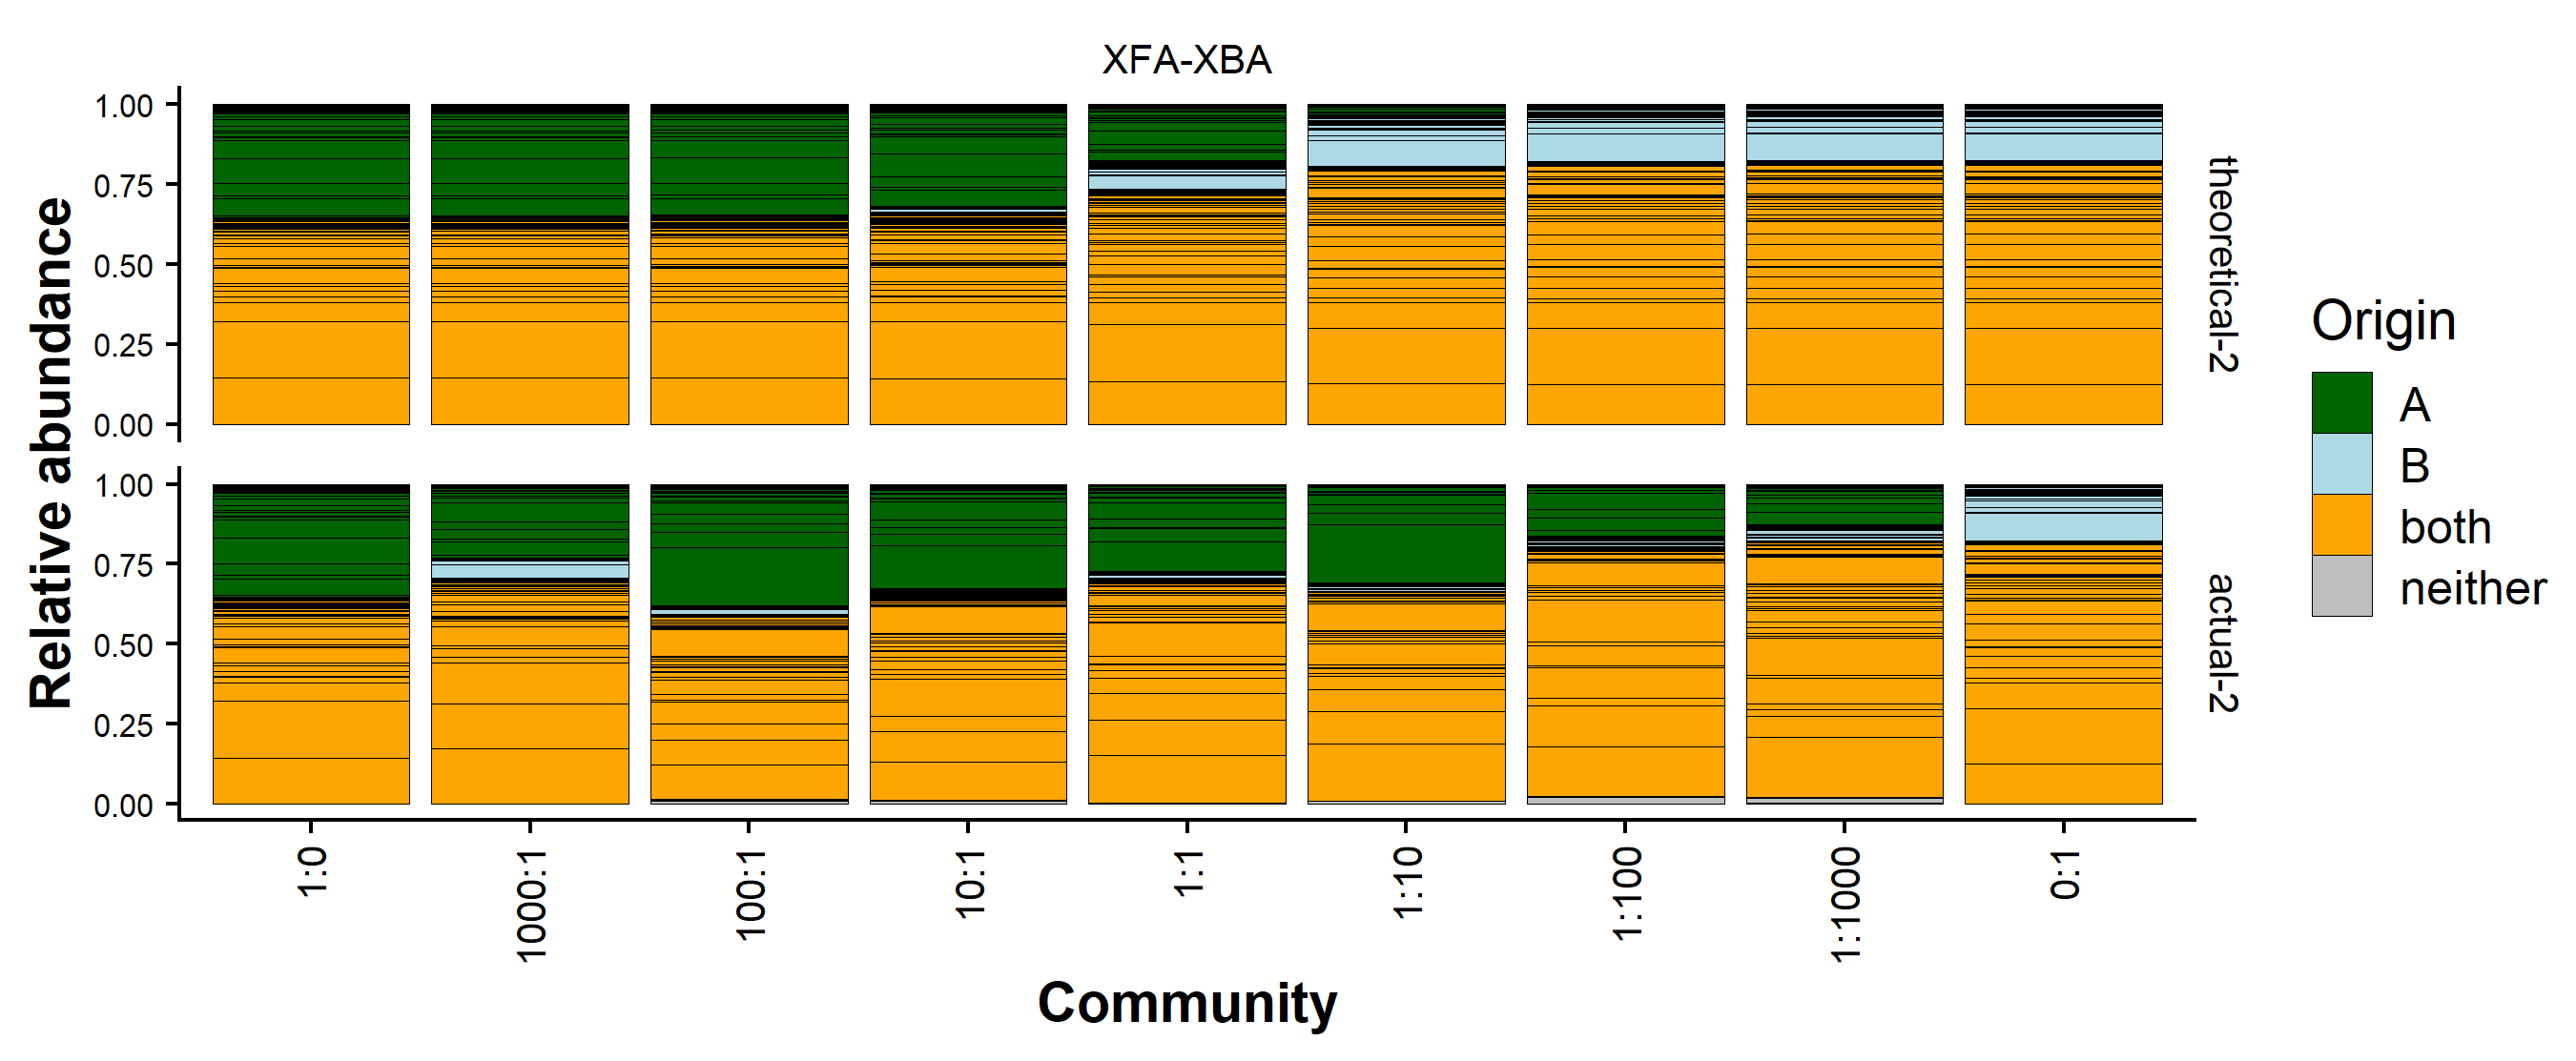 XFA-XBA
Relative abundance
1.00
0.75
0.50
0.25
0.00
theoretical-2
1.00
0.75
0.50
0.25
0.00
actual-2
1:0
1000:1
100:1
10:1
1:1
1:10
1:100
1:1000
0:1
Community
Origin
A
B
both
neither